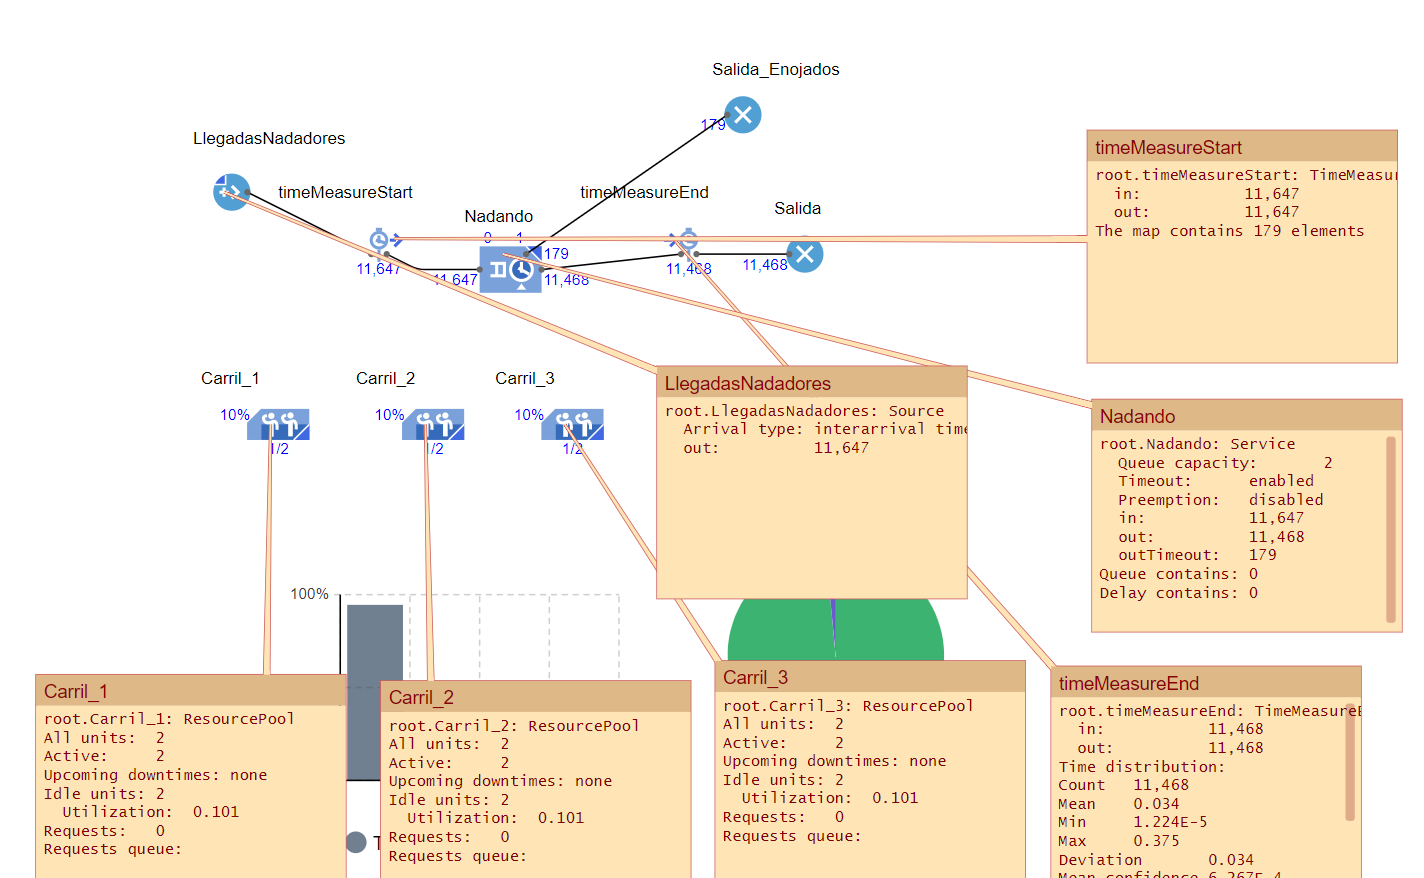 Salida_Enojados
179
LlegadasNadadores
timeMeasureStart
timeMeasureEnd
Salida
Nadando
0 1
179
11,647
11,647
11,468
11,468
11,468
timeMeasureStart
root.timeMeasureStart: TimeMeasur
in: 11,647
out: 11,647
The map contains 179 elements
Carril_1
10%
1/2
Carril_2
10%
1/2
Carril_3
10%
1/2
LlegadasNadadores
root.LlegadasNadadores: Source
Arrival type: interarrival time
out: 11,647
Nadando
root.Nadando: Service
Queue capacity: 2
Timeout: enabled
Preemption: disabled
in: 11,647
out: 11,468
outTimeout: 179
Queue contains: 0
Delay contains: 0
100%
Carril_1
root.Carril_1: ResourcePool
All units: 2
Active: 2
Upcoming downtimes: none
Idle units: 2
Utilization: 0.101
Requests: 0
Requests queue:
Carril_2
root.Carril_2: ResourcePool
All units: 2
Active: 2
Upcoming downtimes: none
Idle units: 2
Utilization: 0.101
Requests: 0
Requests queue:
Carril_3
root.Carril_3: ResourcePool
All units: 2
Active: 2
Upcoming downtimes: none
Idle units: 2
Utilization: 0.101
Requests: 0
Requests queue:
timeMeasureEnd
root.timeMeasureEnd: TimeMeasureE
in: 11,468
out: 11,468
Time distribution:
Count 11,468
Mean 0.034
Min 1.224E-5
Max 0.375
Deviation 0.034
Mean confidence 6.267E-4